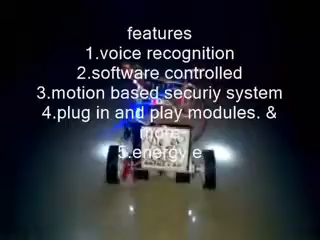 features
1.voice recognition
2.software controlled
3.motion based securiy system
4.plug in and play modules. &
more
5.energy e